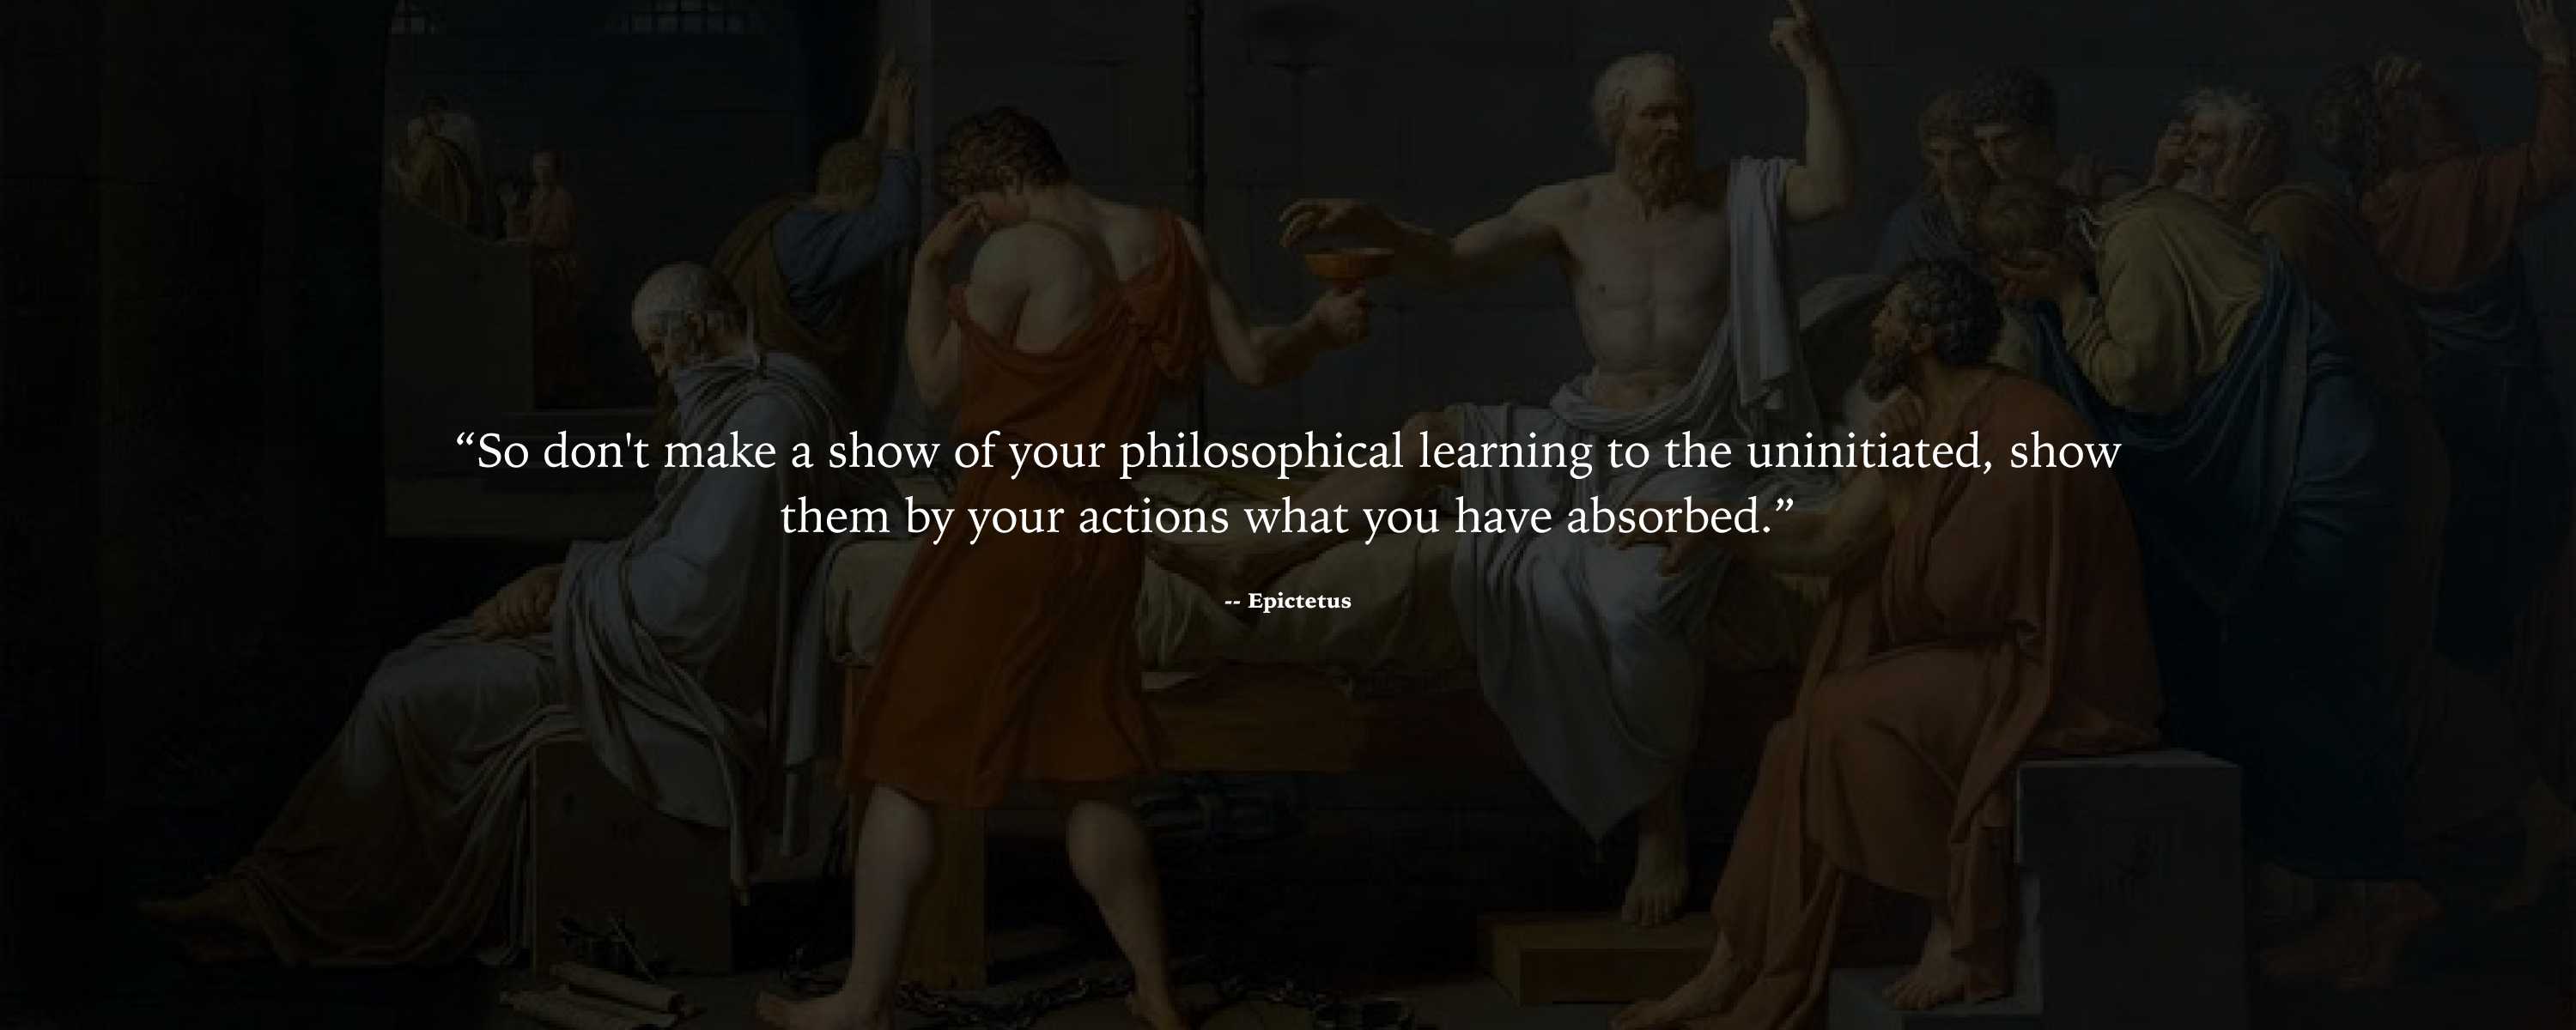 “So don't make a show of your philosophical learning to the uninitiated, show
them by your actions what you have absorbed.”
-- Epictetus